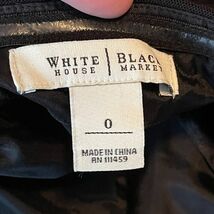 WHITE BLACK
HOUSE MARKET
0
MADE IN CHINA
RN 111459